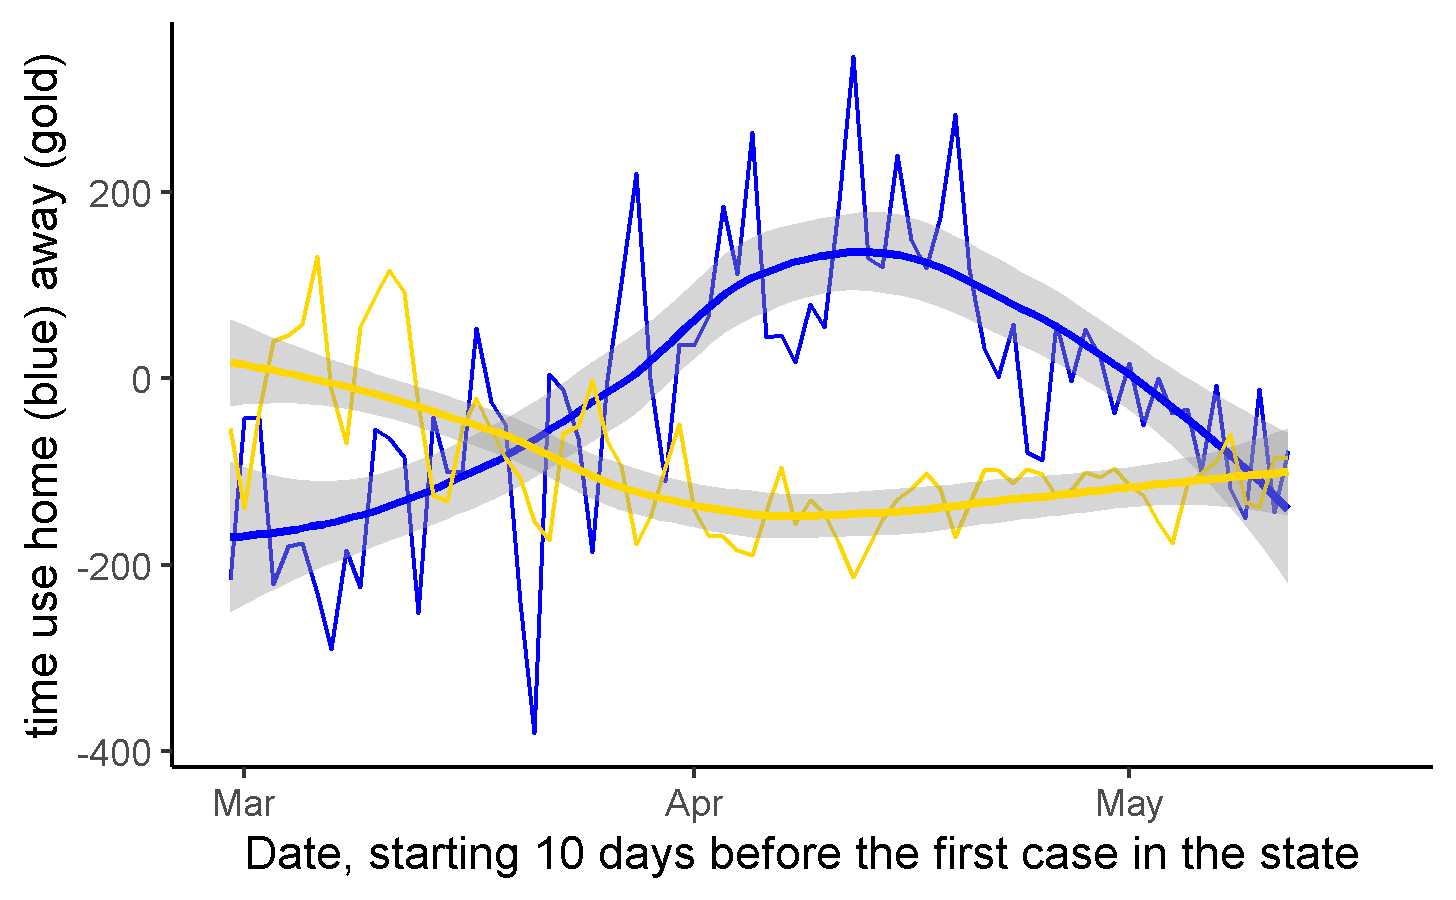 time use home (blue) away (gold)
200
0
-200
-400
Mar Apr May
Date, starting 10 days before the first case in the state